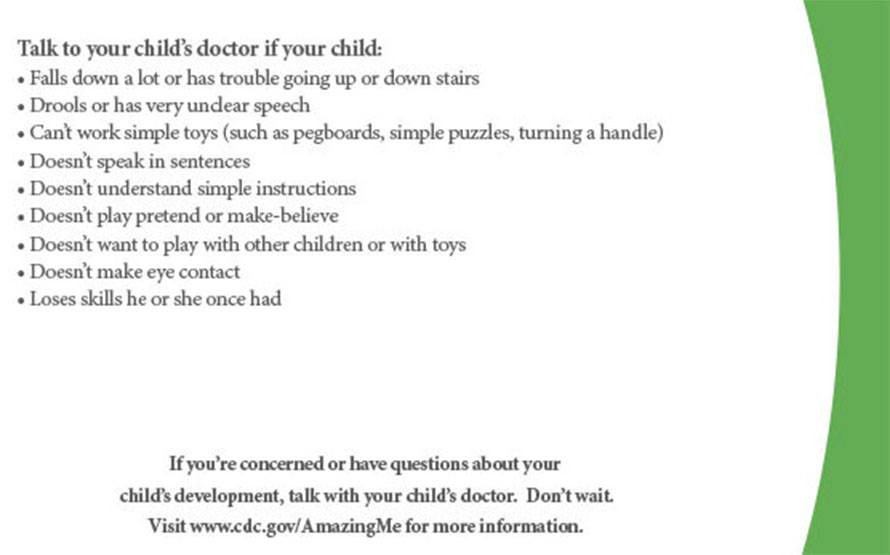 Talk to your child's doctor if your child:
• Falls down a lot or has trouble going up or down stairs
• Drools or has very unclear speech
• Can't work simple toys (such as pegboards, simple puzzles, turning a handle)
• Doesn't speak in sentences
• Doesn't understand simple instructions
• Doesn't play pretend or make-believe
• Doesn't want to play with other children or with toys
• Doesn't make eye contact
• Loses skills he or she once had
If you're concerned or have questions about your
child's development, talk with your child's doctor. Don't wait.
Visit www.cdc.gov/AmazingMe for more information.